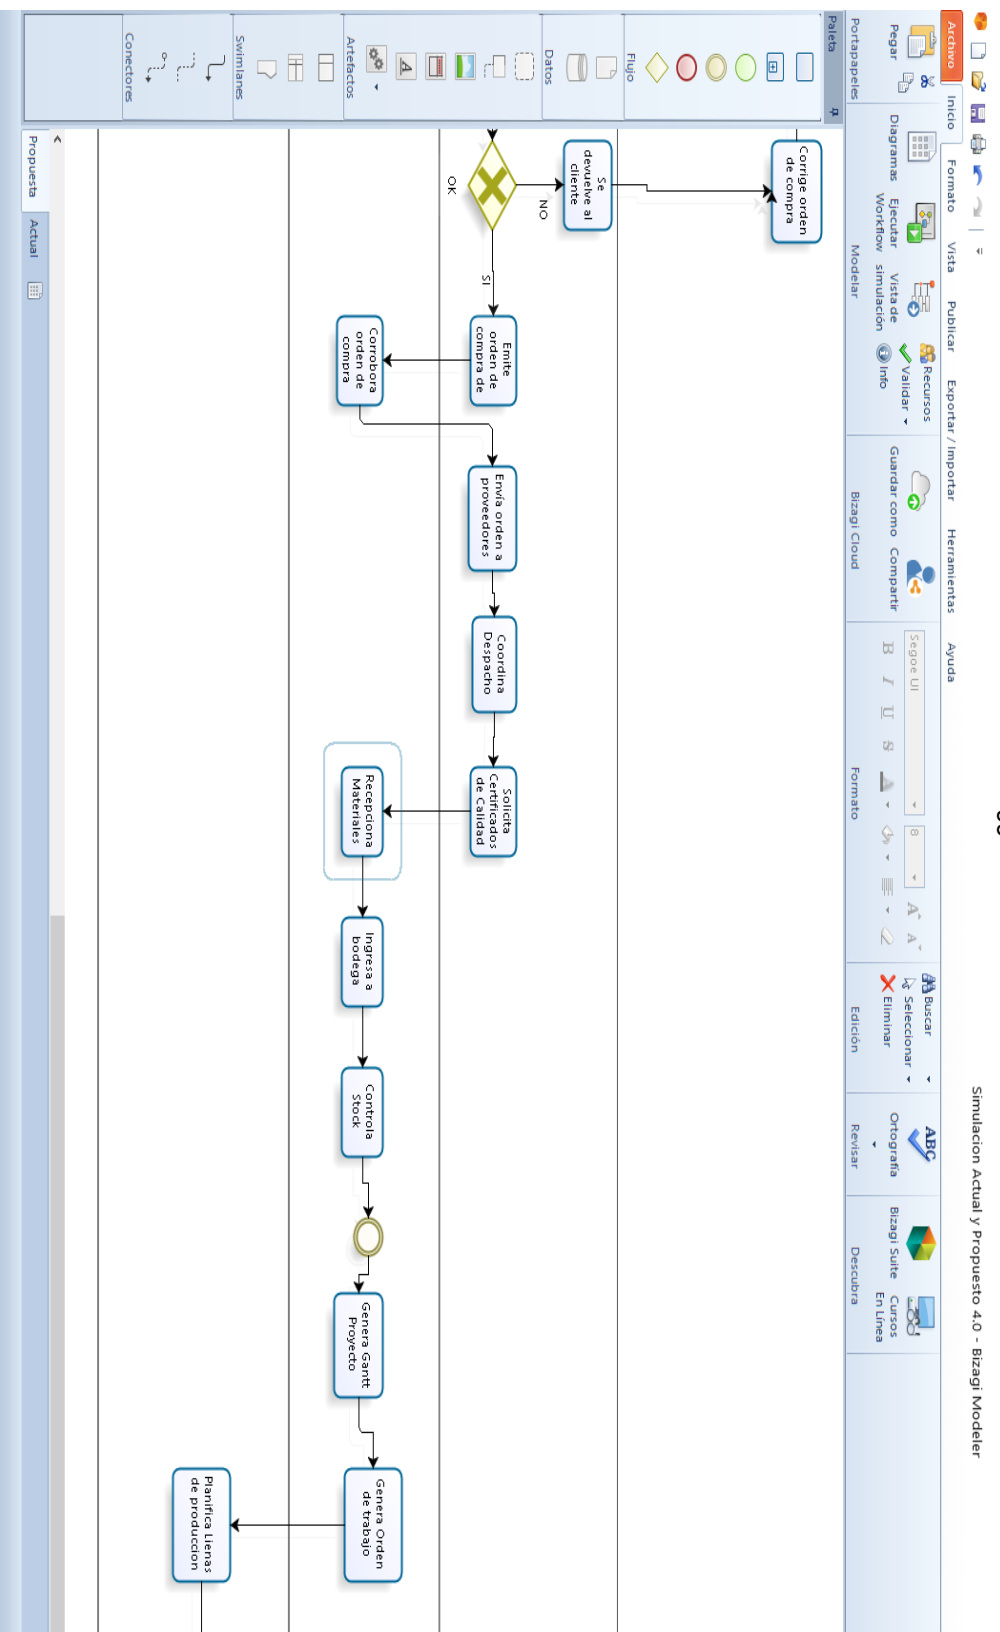 Simulacion Actual y Propuesto 4.0 - Bizagi Modeler
Archivo
Inicio
Formato
Vista
Publicar
Exportar / Importar
Herramientas
Ayuda
Pegar
Portapapeles
Diagramas
Ejecutar
Workflow
Vista de
simulación
Recursos
Validar
Info
Modelar
Guardar como
Compartir
Bizagi Cloud
Segoe UI
8
B I U S A
A A
Formato
Buscar
Seleccionar
Eliminar
Edición
ABC
Ortografía
Revisar
Bizagi Suite
Cursos
En Línea
Descubra
Paleta
Flujo
Datos
A
Artefactos
Swimlanes
Conectores
Corrige orden
de compra
Se
devuelve al
cliente
NO
OK
SI
Emite
orden de
compra de
Corrobora
orden de
compra
Envía orden a
proveedores
Coordina
Despacho
Solicita
Certificados
de Calidad
Recepciona
Materiales
Ingresa a
bodega
Controla
Stock
Genera Gantt
Proyecto
Genera Orden
de trabajo
Planifica Lienas
de produccion
Propuesta
Actual